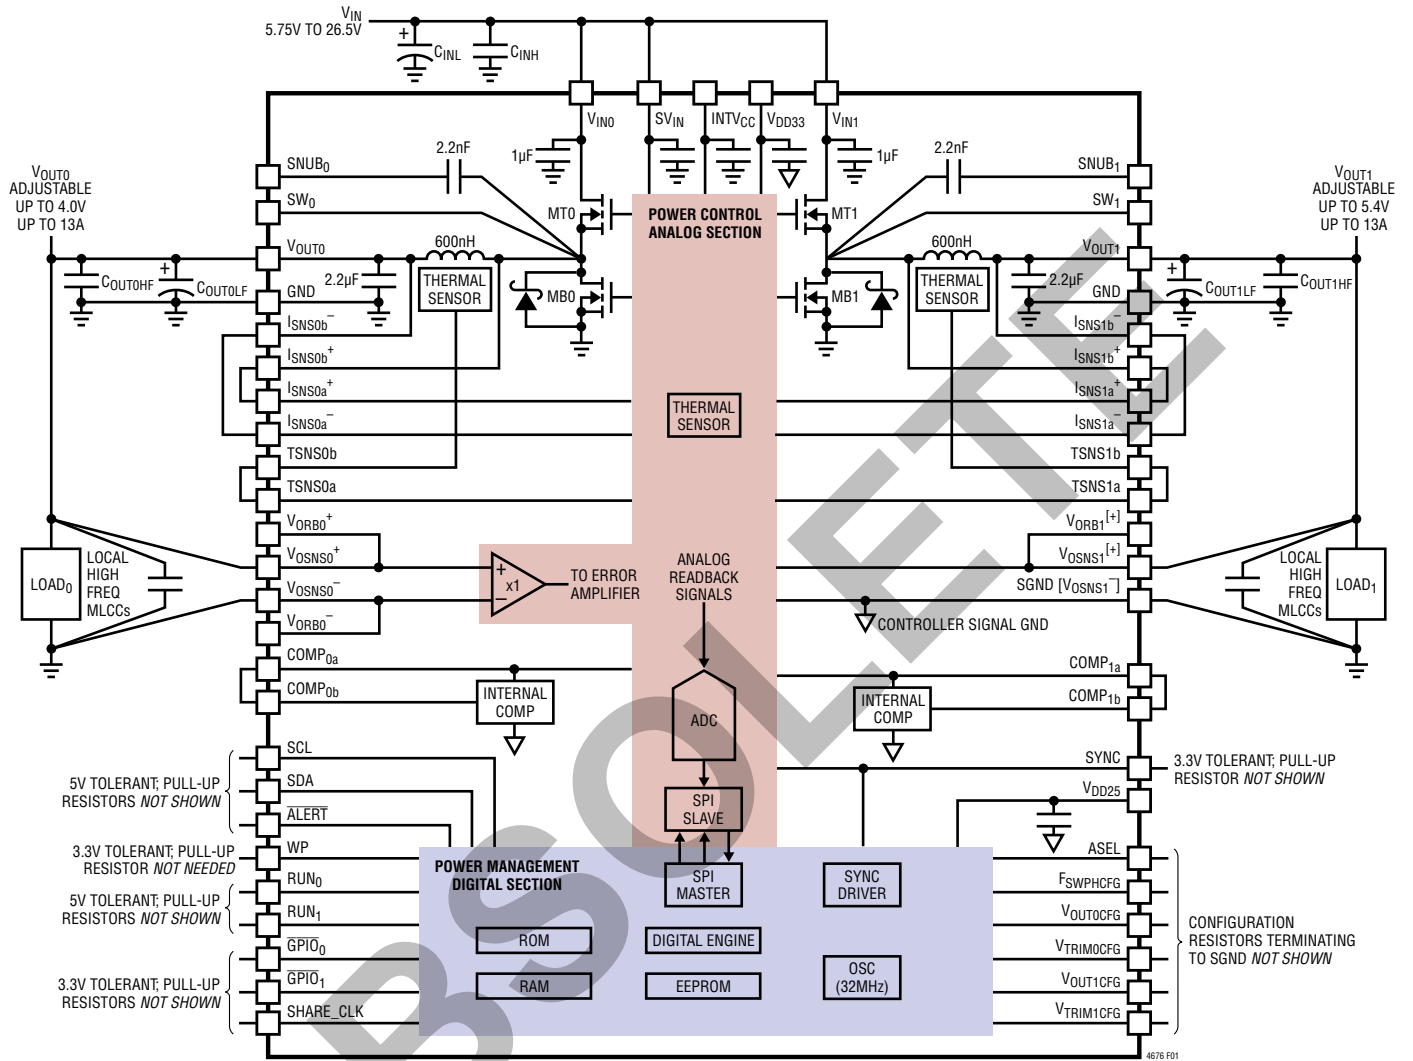 VIN
5.75V TO 26.5V
+
CINL
CINH
VIN0
SVIN
INTVCC
VDD33
VIN1
1µF
1µF
2.2nF
2.2nF
SNUB0
SNUB1
SW0
SW1
VOUT0
ADJUSTABLE
UP TO 4.0V
UP TO 13A
VOUT1
ADJUSTABLE
UP TO 5.4V
UP TO 13A
MT0
MT1
POWER CONTROL
ANALOG SECTION
VOUT0
600nH
600nH
VOUT1
COUT0HF
+
COUT0LF
GND
2.2µF
THERMAL
SENSOR
MB0
MB1
THERMAL
SENSOR
2.2µF
GND
+
COUT1LF
COUT1HF
ISNS0b–
ISNS0b+
ISNS0a+
ISNS0a–
ISNS1b–
ISNS1b+
ISNS1a+
ISNS1a–
THERMAL
SENSOR
TSNS0b
TSNS0a
TSNS1b
TSNS1a
VORB0+
VOSNS0+
VOSNS0–
VORB0–
VORB1[+]
VOSNS1[+]
SGND [VOSNS1–]
LOAD0
LOCAL
HIGH
FREQ
MLCCs
+
x1
–
TO ERROR
AMPLIFIER
ANALOG
READBACK
SIGNALS
CONTROLLER SIGNAL GND
LOCAL
HIGH
FREQ
MLCCs
LOAD1
COMP0a
COMP0b
INTERNAL
COMP
ADC
INTERNAL
COMP
COMP1a
COMP1b
SCL
SDA
ALERT
5V TOLERANT; PULL-UP
RESISTORS NOT SHOWN
SYNC
3.3V TOLERANT; PULL-UP
RESISTOR NOT SHOWN
VDD25
SPI
SLAVE
WP
3.3V TOLERANT; PULL-UP
RESISTOR NOT NEEDED
RUN0
RUN1
5V TOLERANT; PULL-UP
RESISTORS NOT SHOWN
GPIO0
GPIO1
SHARE_CLK
3.3V TOLERANT; PULL-UP
RESISTORS NOT SHOWN
POWER MANAGEMENT
DIGITAL SECTION
SPI
MASTER
SYNC
DRIVER
ROM
DIGITAL ENGINE
RAM
EEPROM
OSC
(32MHz)
ASEL
FSWPHCFG
VOUT0CFG
VTRIM0CFG
VOUT1CFG
VTRIM1CFG
CONFIGURATION
RESISTORS TERMINATING
TO SGND NOT SHOWN
4676 F01
BSOLETE